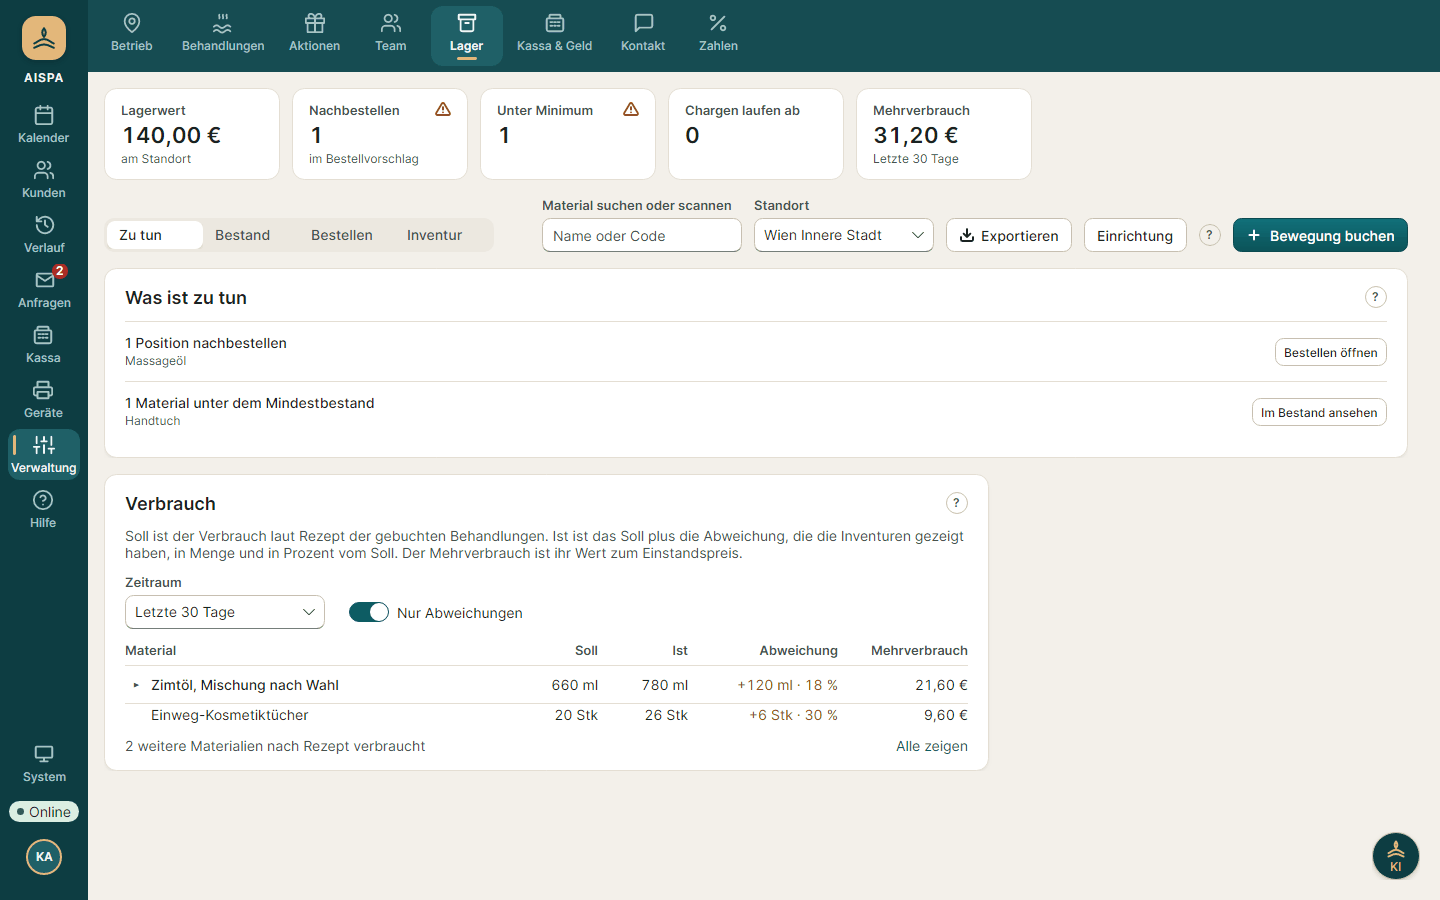 AISPA
Kalender
Kunden
Verlauf
2
Anfragen
Kassa
Geräte
Verwaltung
Hilfe
System
Online
KA
Betrieb
Behandlungen
Aktionen
Team
Lager
Kassa & Geld
Kontakt
Zahlen
Lagerwert
140,00 €
am Standort
Nachbestellen
1
im Bestellvorschlag
Unter Minimum
1
Chargen laufen ab
0
Mehrverbrauch
31,20 €
Letzte 30 Tage
Zu tun
Bestand
Bestellen
Inventur
Material suchen oder scannen
Name oder Code
Standort
Wien Innere Stadt
Exportieren
Einrichtung
?
+ Bewegung buchen
Was ist zu tun
?
1 Position nachbestellen
Massageöl
Bestellen öffnen
1 Material unter dem Mindestbestand
Handtuch
Im Bestand ansehen
Verbrauch
?
Soll ist der Verbrauch laut Rezept der gebuchten Behandlungen. Ist ist das Soll plus die Abweichung, die die Inventuren gezeigt
haben, in Menge und in Prozent vom Soll. Der Mehrverbrauch ist ihr Wert zum Einstandspreis.
Zeitraum
Letzte 30 Tage
Nur Abweichungen
Material Soll Ist Abweichung Mehrverbrauch
Zimtöl, Mischung nach Wahl 660 ml 780 ml +120 ml · 18 % 21,60 €
Einweg-Kosmetiktücher 20 Stk 26 Stk +6 Stk · 30 % 9,60 €
2 weitere Materialien nach Rezept verbraucht Alle zeigen
KI